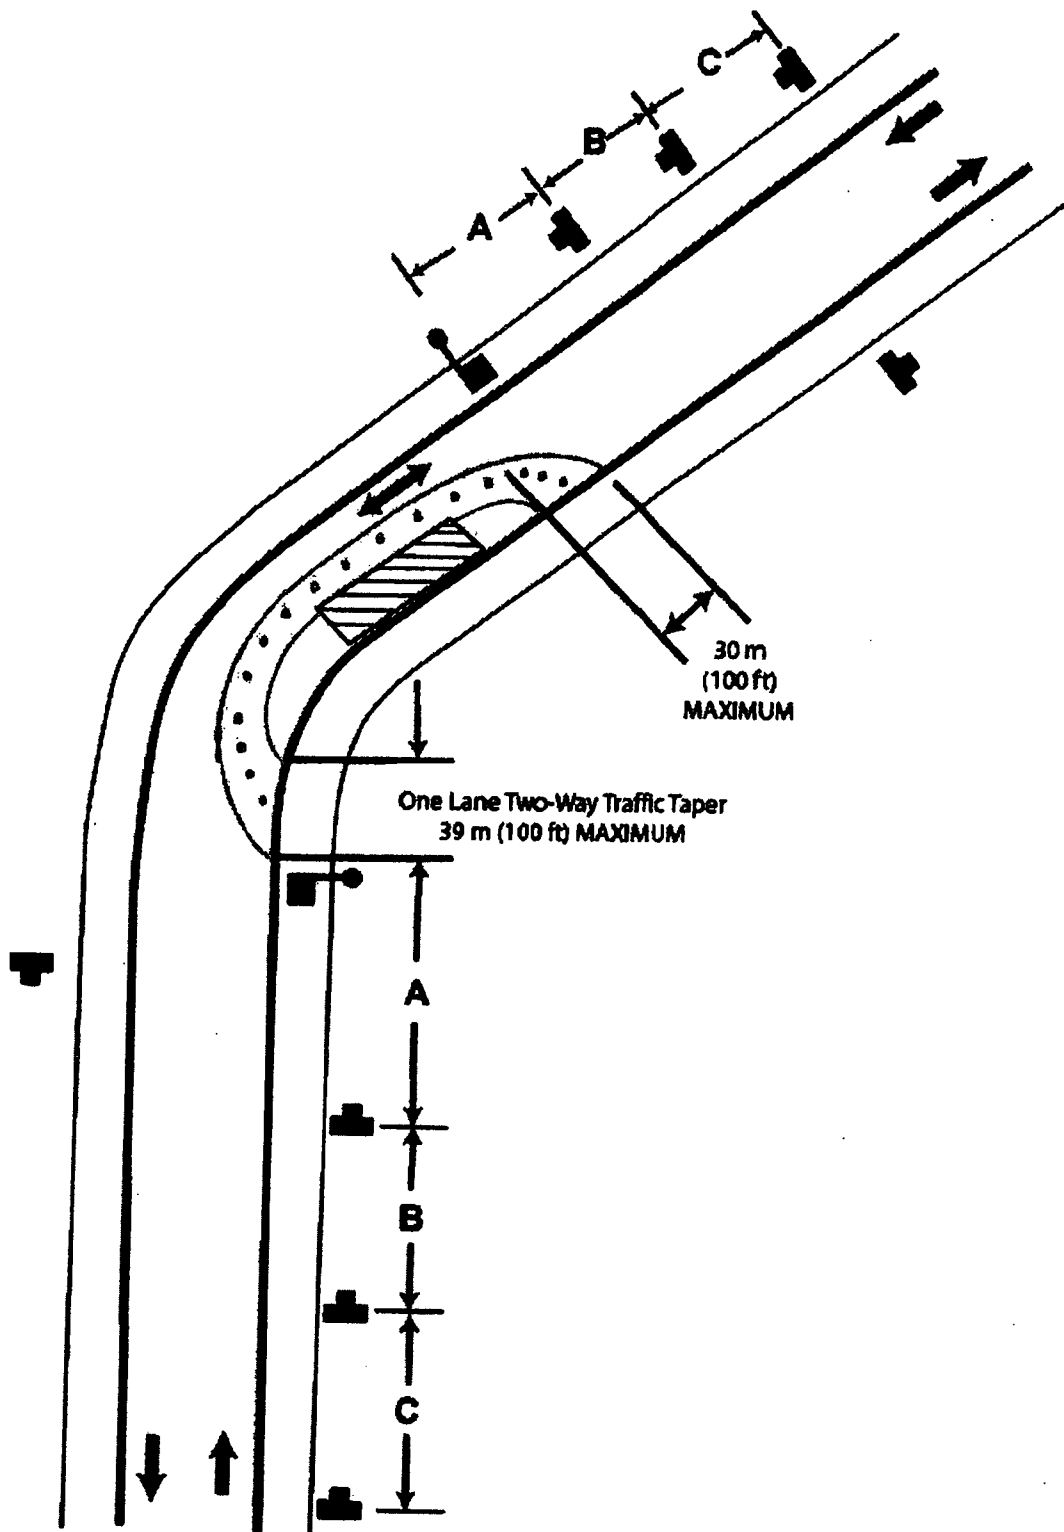 C
B
A
30 m
(100 ft)
MAXIMUM
One Lane Two-Way Traffic Taper
39 m (100 ft) MAXIMUM
A
B
C